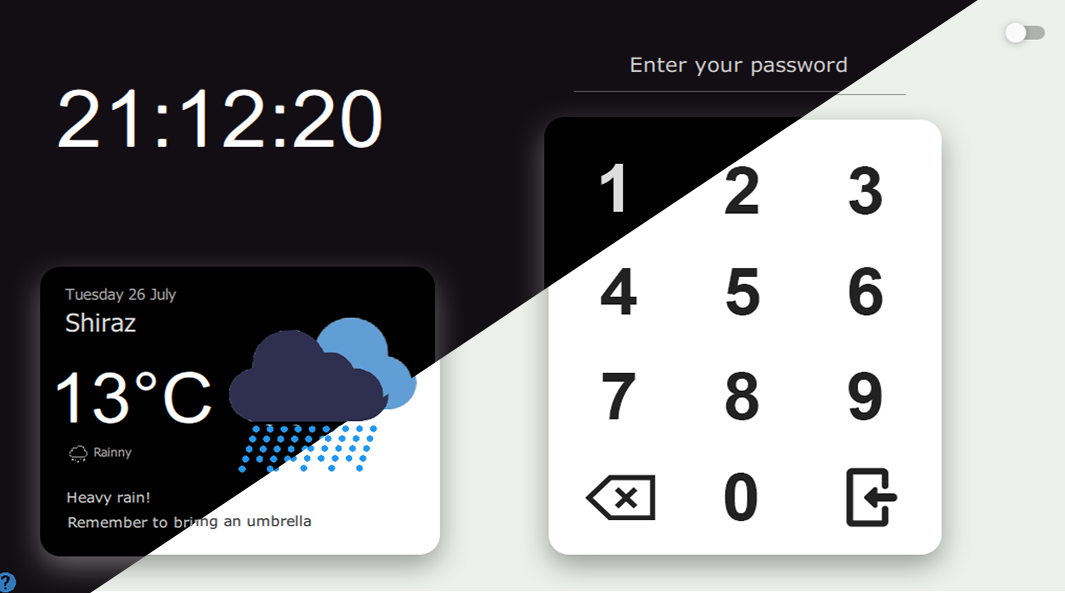 21:12:20
Enter your password
1 2 3
4 5 6
7 8 9
0
Tuesday 26 July
Shiraz
13°C
Rainny
Heavy rain!
Remember to briing an umbrella
?